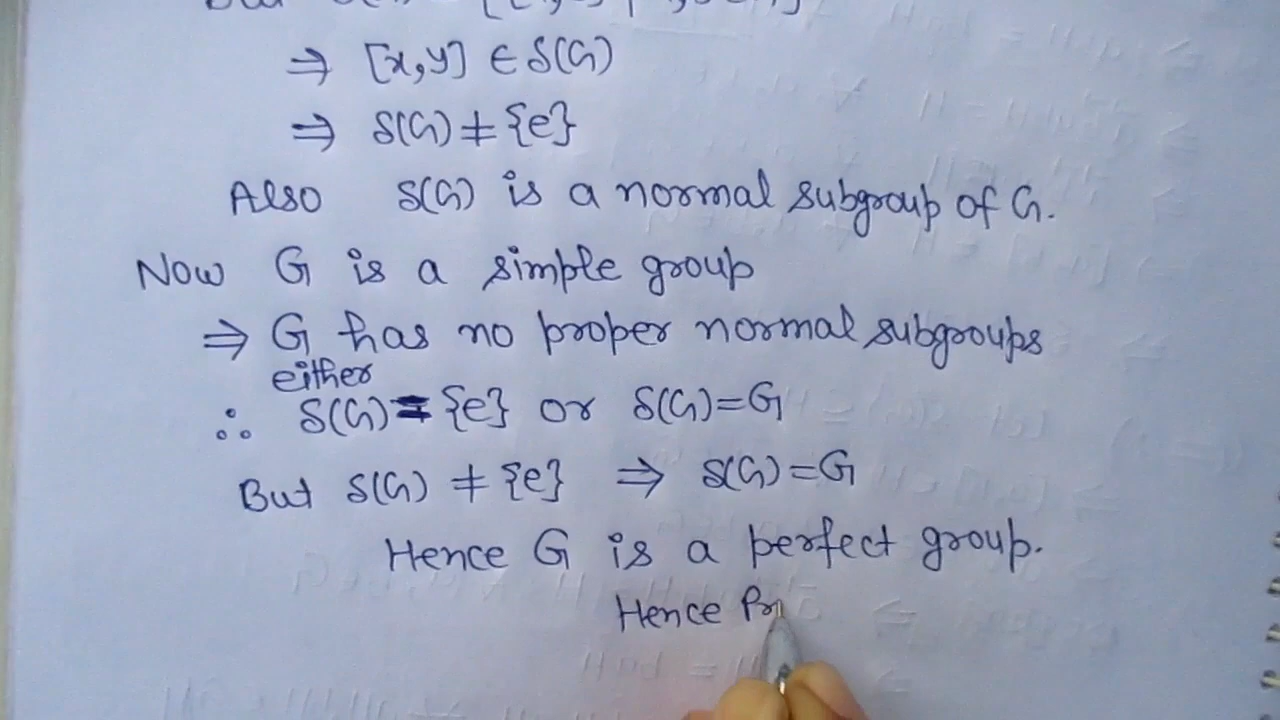 ⇒ [x,y] ∈ δ(G)
⇒ δ(G) ≠ {e}
Also δ(G) is a normal subgroup of G.
Now G is a simple group
⇒ G has no proper normal subgroups
either
∴ δ(G) = {e} or δ(G)=G
But δ(G) ≠ {e} ⇒ δ(G)=G
Hence G is a perfect group.
Hence Pr